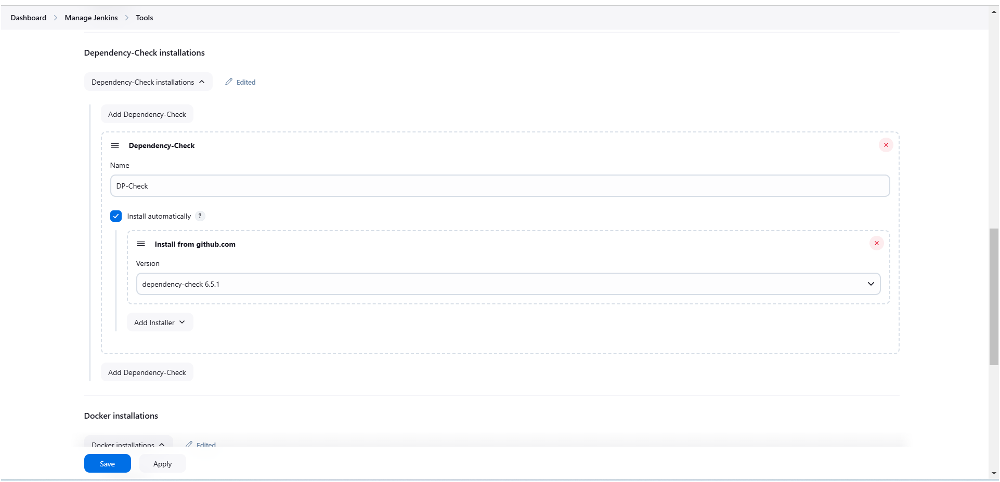 Dashboard > Manage Jenkins > Tools
Dependency-Check installations
Dependency-Check installations Edited
Add Dependency-Check
Dependency-Check
Name
DP-Check
Install automatically ?
Install from github.com
Version
dependency-check 6.5.1
Add Installer
Add Dependency-Check
Docker installations
Docker installations Edited
Save Apply